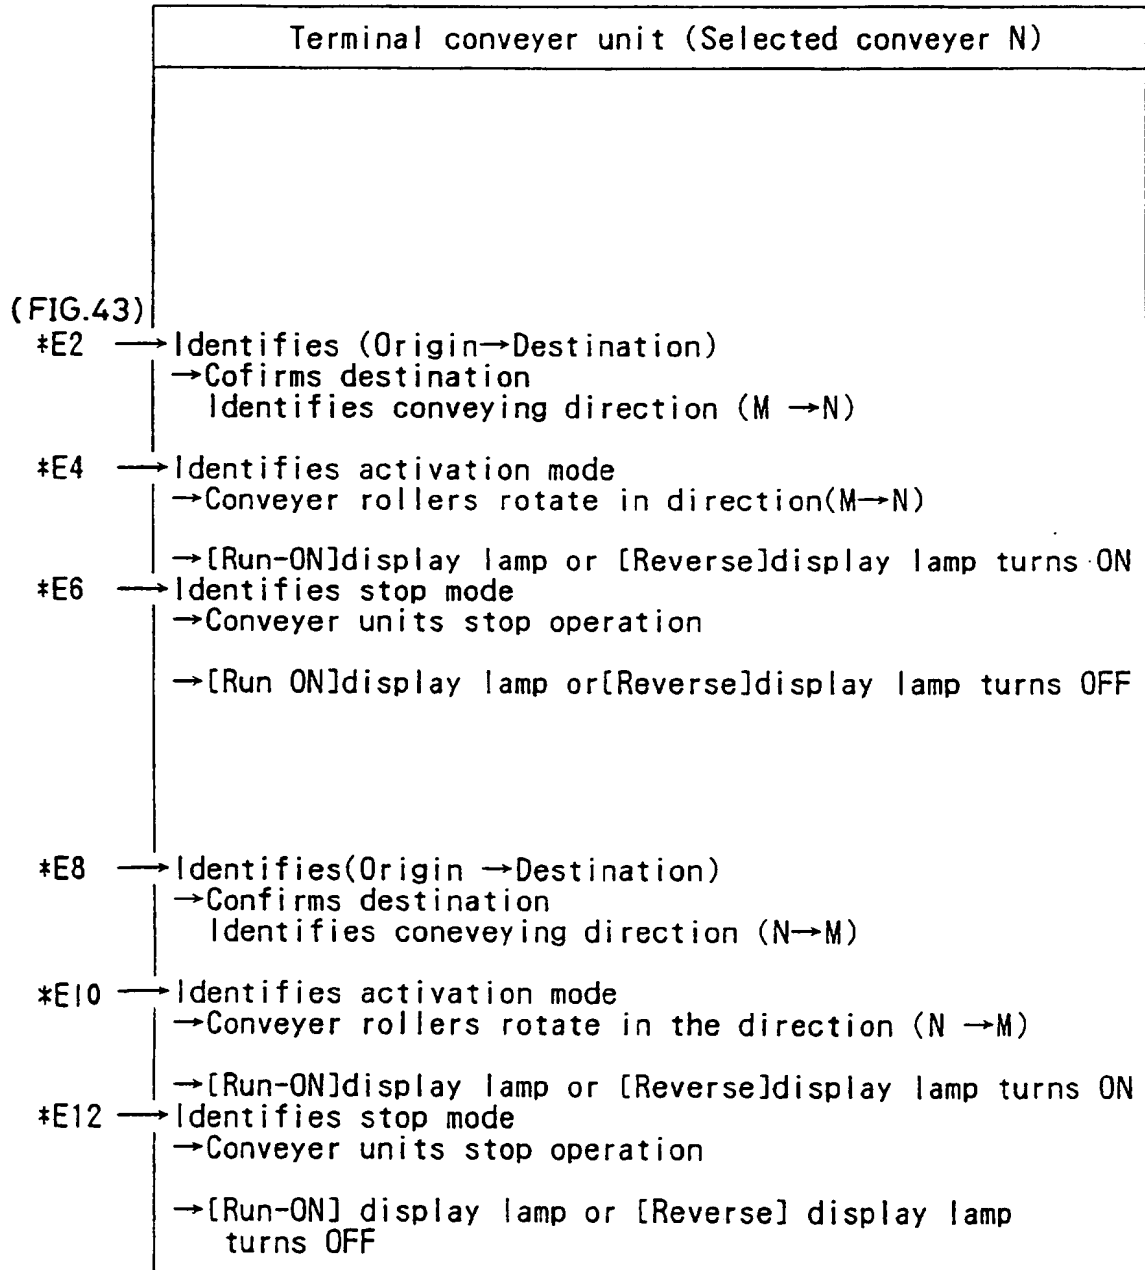 Terminal conveyer unit (Selected conveyer N)
(FIG.43)
*E2 →Identifies (Origin→Destination)
→Cofirms destination
Identifies conveying direction (M →N)
*E4 →Identifies activation mode
→Conveyer rollers rotate in direction(M→N)
→[Run-ON]display lamp or [Reverse]display lamp turns ON
*E6 →Identifies stop mode
→Conveyer units stop operation
→[Run ON]display lamp or[Reverse]display lamp turns OFF
*E8 →Identifies(Origin →Destination)
→Confirms destination
Identifies coneveying direction (N→M)
*E10 →Identifies activation mode
→Conveyer rollers rotate in the direction (N →M)
→[Run-ON]display lamp or [Reverse]display lamp turns ON
*E12 →Identifies stop mode
→Conveyer units stop operation
→[Run-ON] display lamp or [Reverse] display lamp
turns OFF